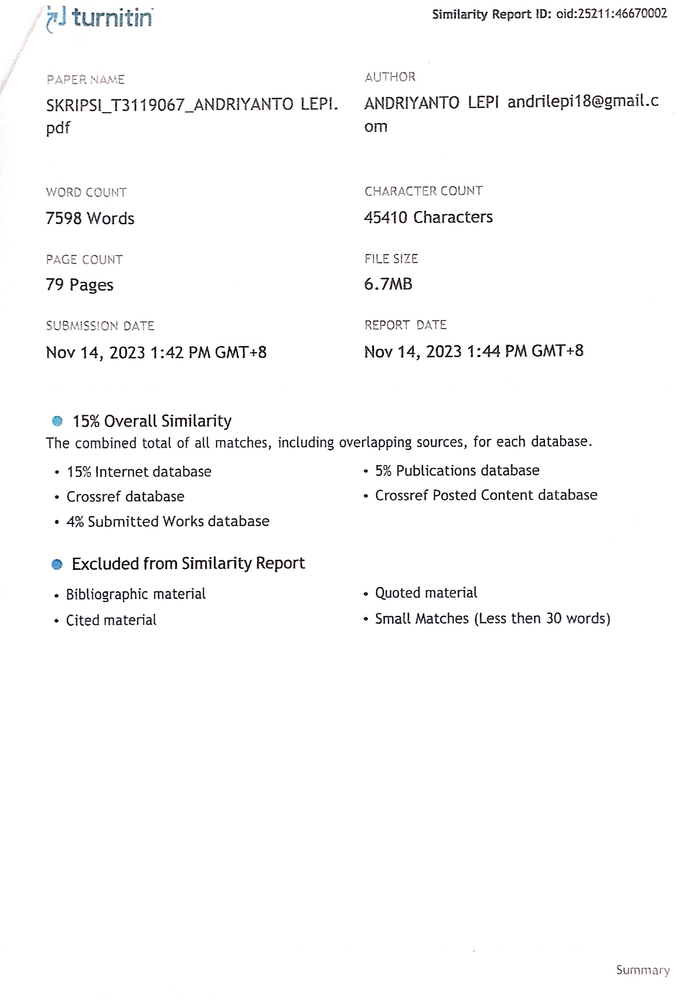 turnitin
Similarity Report ID: oid:25211:46670002
PAPER NAME
SKRIPSI_T3119067_ANDRIYANTO LEPI.
pdf
AUTHOR
ANDRIYANTO LEPI andrilepi18@gmail.c
om
WORD COUNT
7598 Words
CHARACTER COUNT
45410 Characters
PAGE COUNT
79 Pages
FILE SIZE
6.7MB
SUBMISSION DATE
Nov 14, 2023 1:42 PM GMT+8
REPORT DATE
Nov 14, 2023 1:44 PM GMT+8
● 15% Overall Similarity
The combined total of all matches, including overlapping sources, for each database.
• 15% Internet database
• 5% Publications database
• Crossref database
• Crossref Posted Content database
• 4% Submitted Works database
● Excluded from Similarity Report
• Bibliographic material
• Quoted material
• Cited material
• Small Matches (Less then 30 words)
Summary